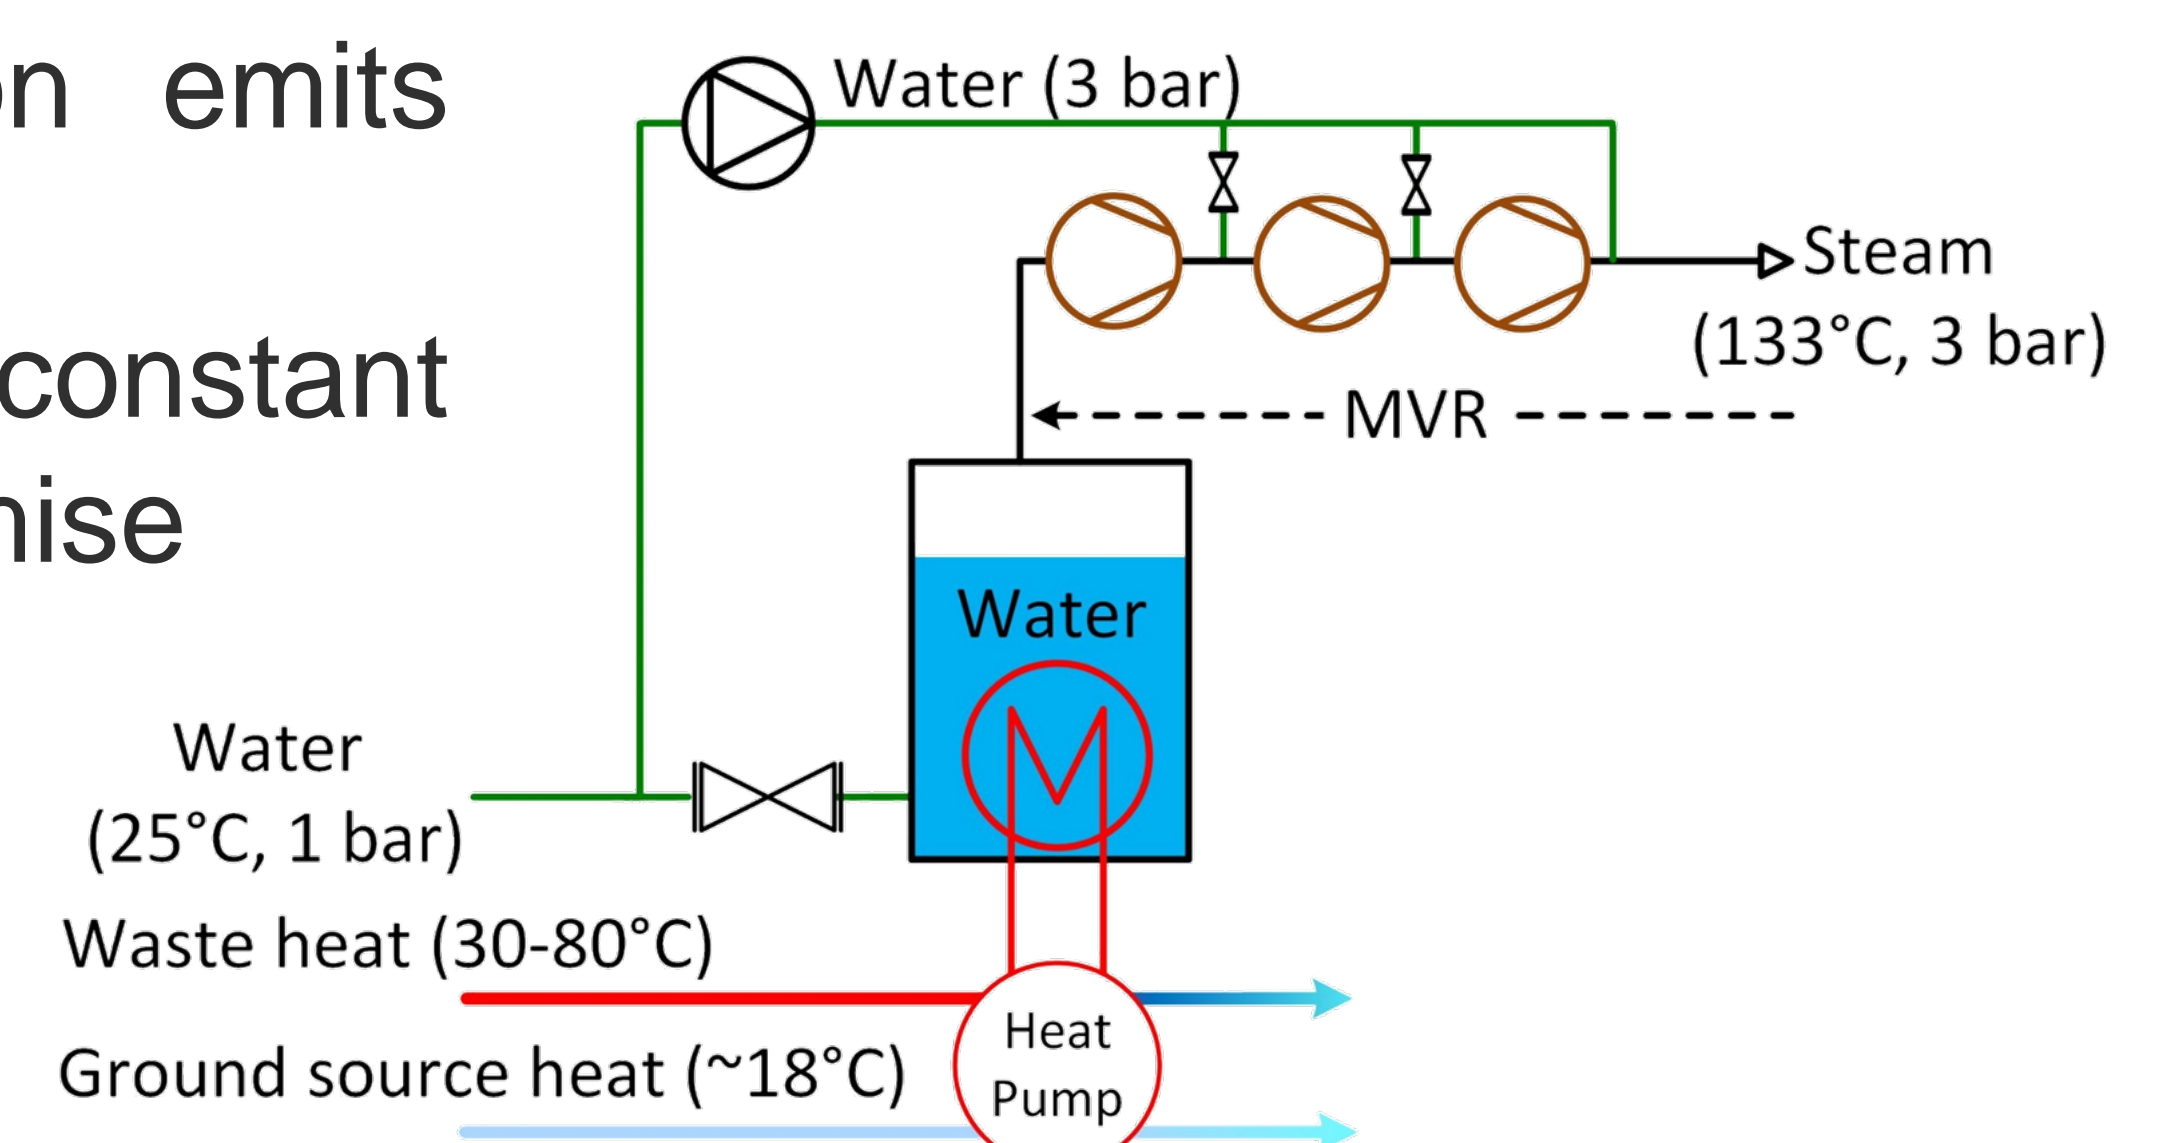 on emits
constant
nise
Water (3 bar)
Steam
(133°C, 3 bar)
MVR
Water
Water
(25°C, 1 bar)
Waste heat (30-80°C)
Ground source heat (~18°C)
Heat
Pump